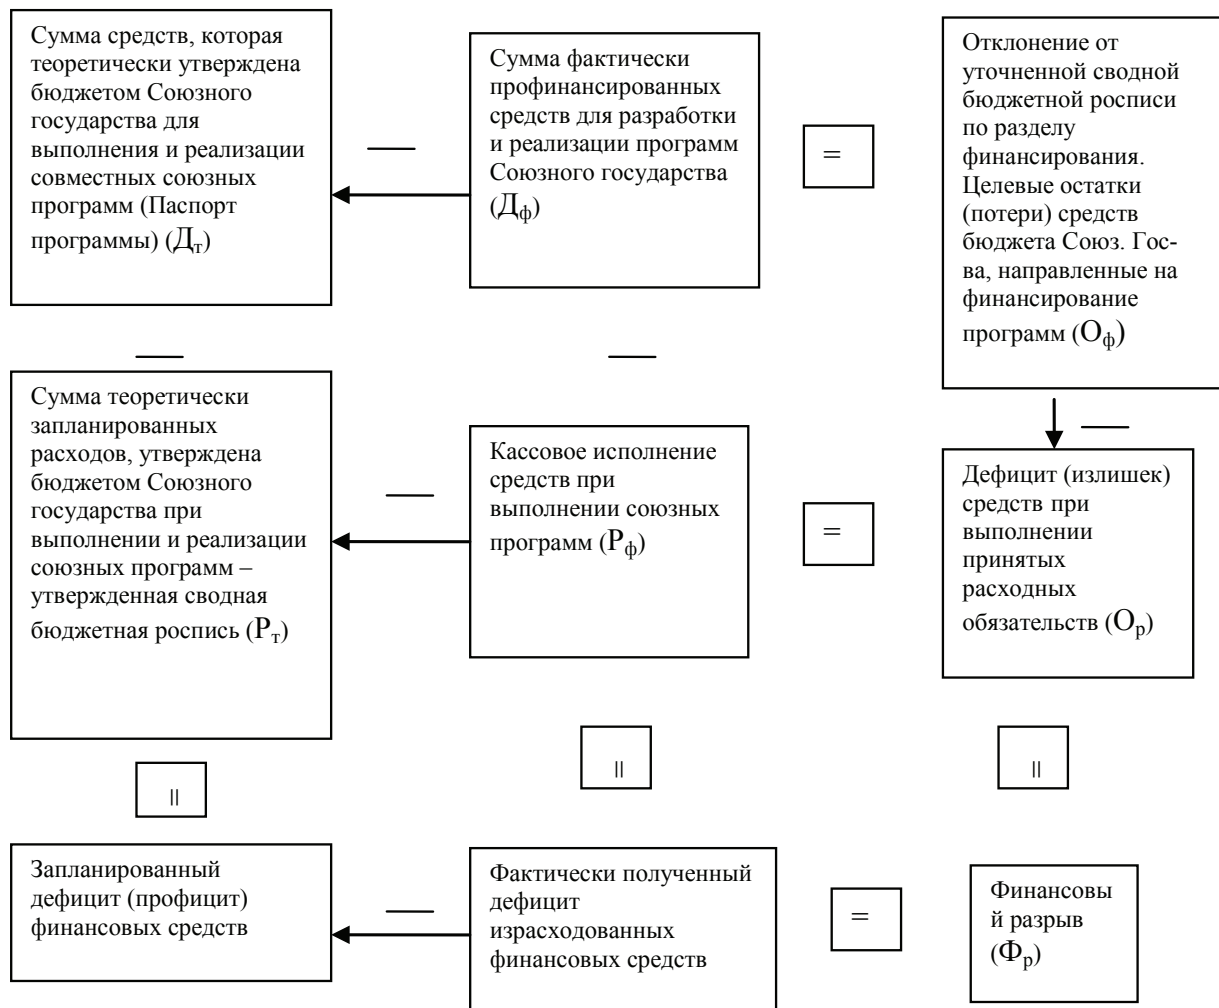 Сумма средств, которая
теоретически утверждена
бюджетом Союзного
государства для
выполнения и реализации
совместных союзных
программ (Паспорт
программы) (Дт)
—
Сумма фактически
профинансированных
средств для разработки
и реализации программ
Союзного государства
(Дф)
=
Отклонение от
уточненной сводной
бюджетной росписи
по разделу
финансирования.
Целевые остатки
(потери) средств
бюджета Союз. Гос-
ва, направленные на
финансирование
программ (Оф)
—
—
—
Сумма теоретически
запланированных
расходов, утверждена
бюджетом Союзного
государства при
выполнении и реализации
союзных программ –
утвержденная сводная
бюджетная роспись (Рт)
—
Кассовое исполнение
средств при
выполнении союзных
программ (Рф)
=
Дефицит (излишек)
средств при
выполнении
принятых
расходных
обязательств (Ор)
=
=
=
Запланированный
дефицит (профицит)
финансовых средств
—
Фактически полученный
дефицит
израсходованных
финансовых средств
=
Финансовы
й разрыв
(Фр)